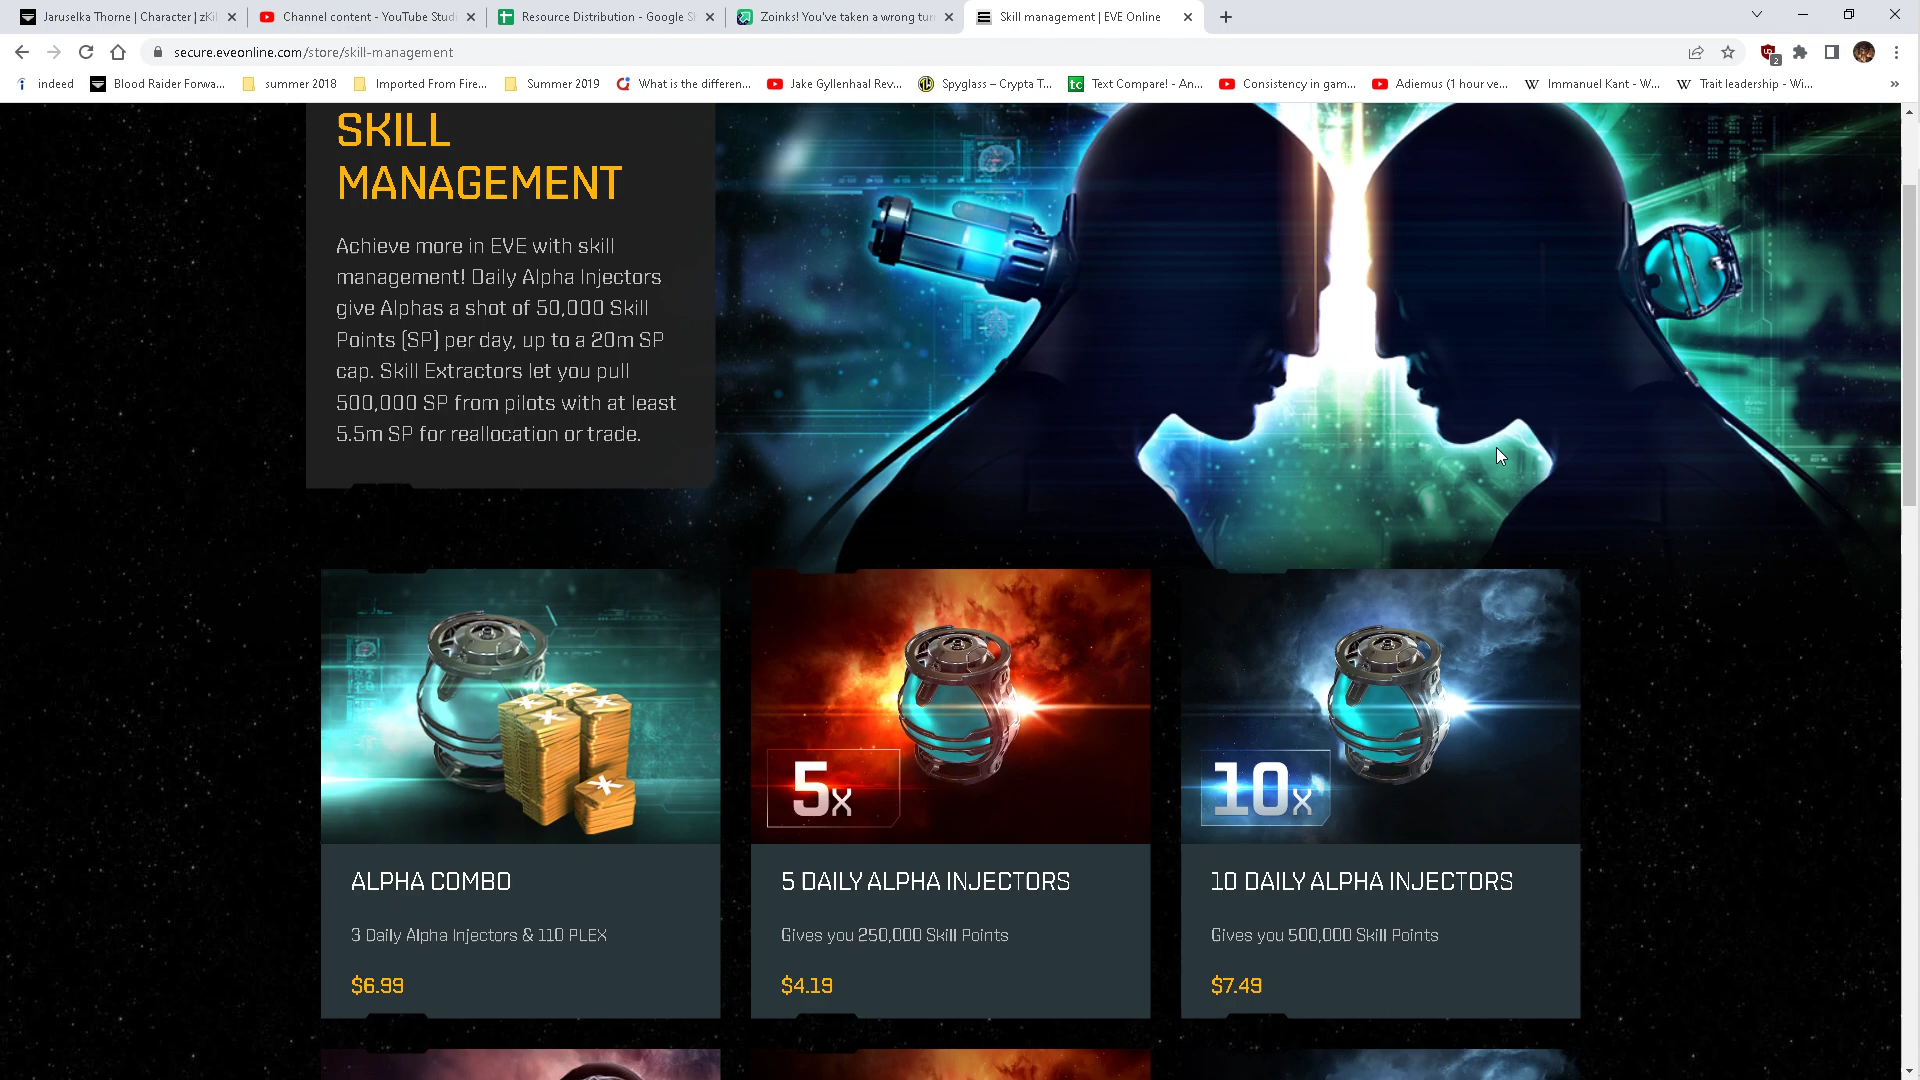 Jaruselka Thorne | Character | zKil
Channel content - YouTube Studi
Resource Distribution - Google Sh
Zoinks! You've taken a wrong turn
Skill management | EVE Online
secure.eveonline.com/store/skill-management
2
indeed
Blood Raider Forwa...
summer 2018
Imported From Fire...
Summer 2019
What is the differen...
Jake Gyllenhaal Rev...
Spyglass – Crypta T...
tc
Text Compare! - An...
Consistency in gam...
Adiemus (1 hour ve...
W
Immanuel Kant - W...
W
Trait leadership - Wi...
»
SKILL
MANAGEMENT
Achieve more in EVE with skill
management! Daily Alpha Injectors
give Alphas a shot of 50,000 Skill
Points (SP) per day, up to a 20m SP
cap. Skill Extractors let you pull
500,000 SP from pilots with at least
5.5m SP for reallocation or trade.
5x
10x
ALPHA COMBO
3 Daily Alpha Injectors & 110 PLEX
$6.99
5 DAILY ALPHA INJECTORS
Gives you 250,000 Skill Points
$4.19
10 DAILY ALPHA INJECTORS
Gives you 500,000 Skill Points
$7.49